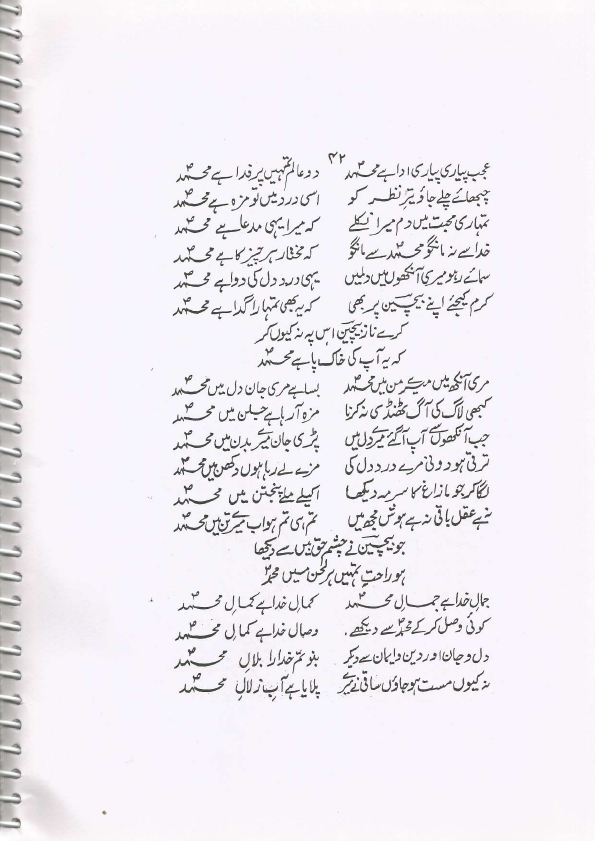 ۴۲
عجب پیاری پیاری ادا ہے محمدؐ دو عالم تمہیں پر فدا ہے محمدؐ
چبھائے چلے جاؤ تیرِ نظر کو اسی درد میں تو مزہ ہے محمدؐ
تمہاری محبت میں دم میرا نکلے کہ میرا یہی مدعا ہے محمدؐ
خدا سے نہ مانگو محمدؐ سے مانگو کہ مختار ہر چیز کا ہے محمدؐ
سمائے رہو میری آنکھوں میں دلمیں یہی درد دل کی دوا ہے محمدؐ
کرم کیجئے اپنے بیچین پر بھی کہ یہ بھی تمہارا گدا ہے محمدؐ
کرے ناز بیچین اس پہ نہ کیوں کر
کہ یہ آپ کی خاک پا ہے محمدؐ
مری آنکھ میں میرے من میں محمدؐ بسا ہے مری جان دل میں محمدؐ
کبھی لاگ کی آگ ٹھنڈی نہ کرنا مزہ آ رہا ہے جلن میں محمدؐ
جب آنکھوں سے آپ آگئے میرے دل میں پڑی جان میرے بدن میں محمدؐ
ترقی ہو دونی مرے درد دل کی مزے لے رہا ہوں دکھن میں محمدؐ
لگا کر جو مازاغ کا سرمہ دیکھا اکیلے ملے پنجتن میں محمدؐ
نہ ہے عقل باقی نہ ہے ہوش مجھ میں تم ہی تم ہو اب میرے تن میں محمدؐ
جو بیچین نے چشم حق بیں سے دیکھا
ہو راحت تمہیں ہر لحن میں محمدؐ
جمالِ خدا ہے جمالِ محمدؐ کمالِ خدا ہے کمالِ محمدؐ
کوئی وصل کر کے محمدؐ سے دیکھے۔ وصال خدا ہے کمالِ محمدؐ
دل و جان اور دین و ایمان سے دیکر بنو تم خدارا بلالِ محمدؐ
نہ کیوں مست ہو جاؤں ساقی نے میرے پلایا ہے آبِ زلالِ محمدؐ